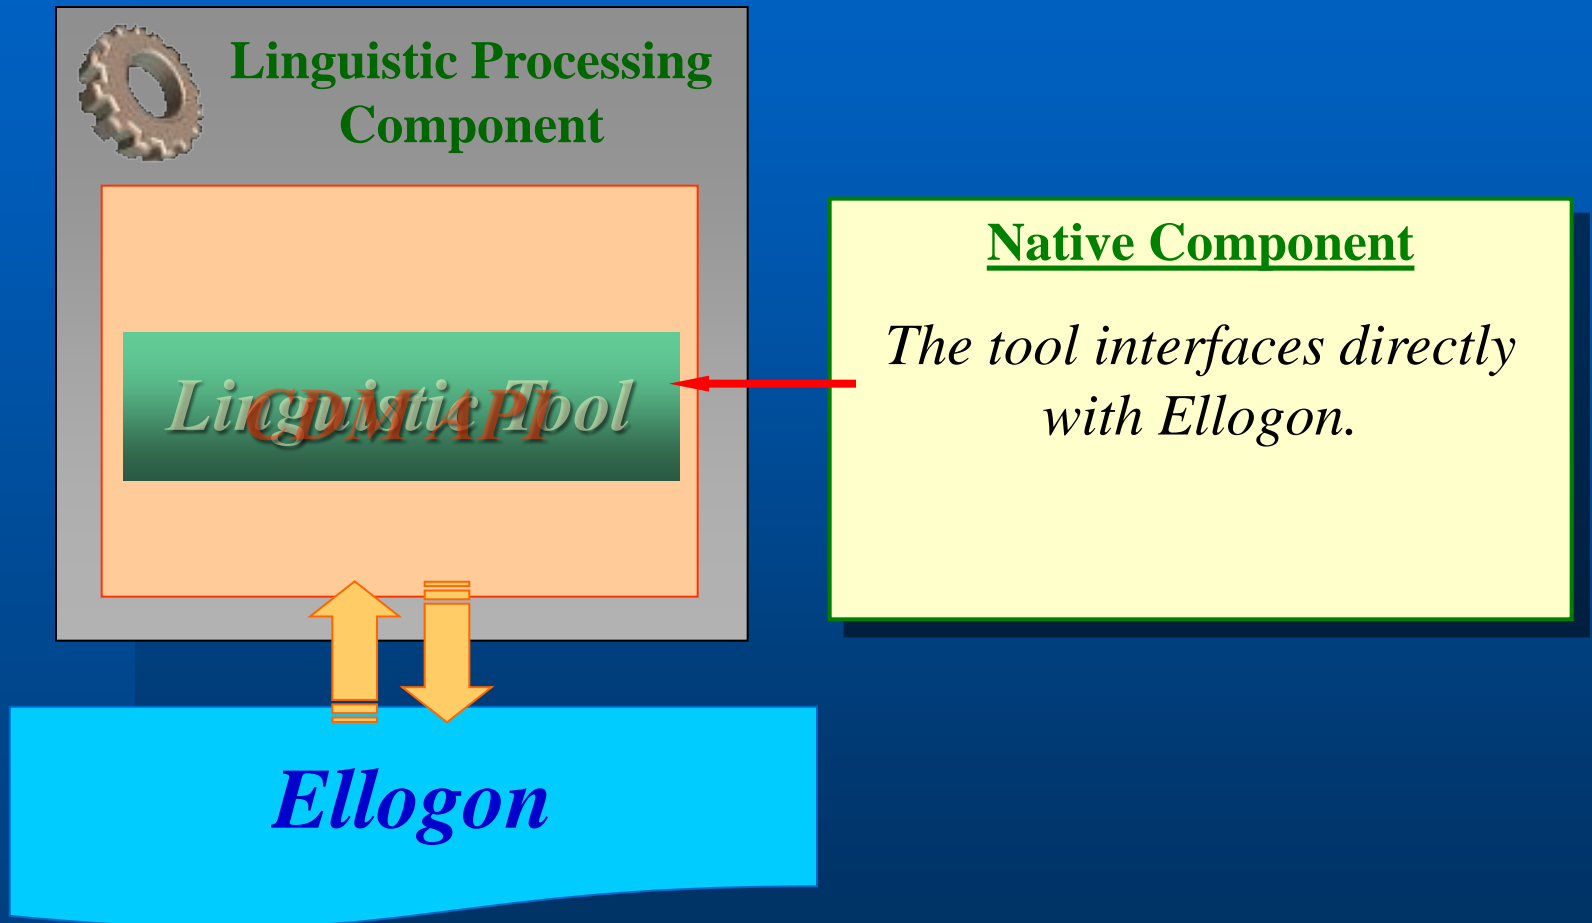 Linguistic Processing
Component
Linguistic Tool
CDM API
Native Component
The tool interfaces directly
with Ellogon.
Ellogon